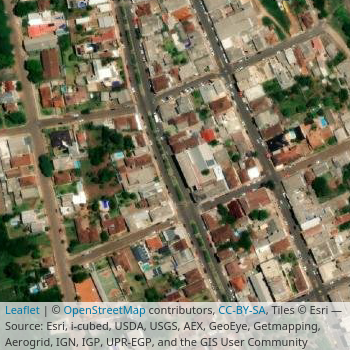 Leaflet | © OpenStreetMap contributors, CC-BY-SA, Tiles © Esri —
Source: Esri, i-cubed, USDA, USGS, AEX, GeoEye, Getmapping,
Aerogrid, IGN, IGP, UPR-EGP, and the GIS User Community